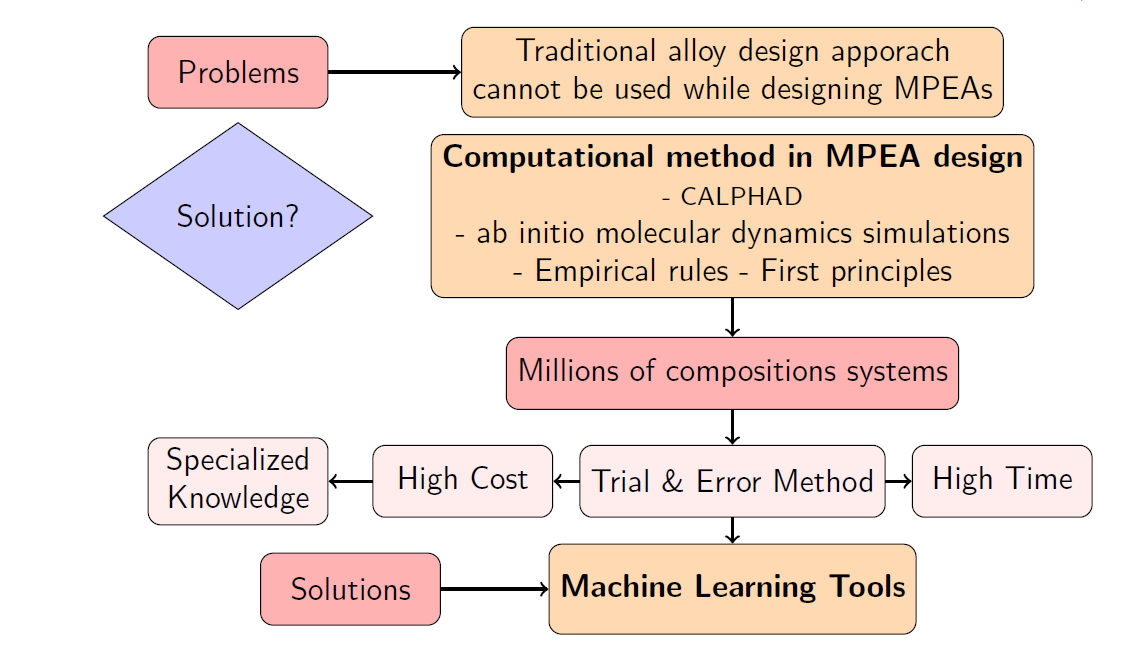 Problems
Traditional alloy design apporach
cannot be used while designing MPEAs
Solution?
Computational method in MPEA design
- CALPHAD
- ab initio molecular dynamics simulations
- Empirical rules - First principles
Millions of compositions systems
Specialized
Knowledge
High Cost
Trial & Error Method
High Time
Solutions
Machine Learning Tools